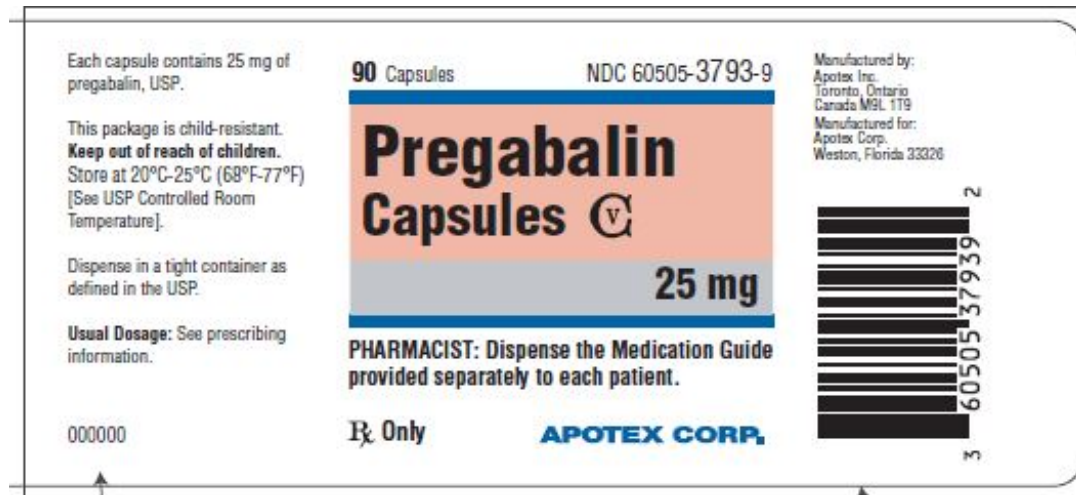 Each capsule contains 25 mg of
pregabalin, USP.
This package is child-resistant.
Keep out of reach of children.
Store at 20°C-25°C (68°F-77°F)
[See USP Controlled Room
Temperature].
Dispense in a tight container as
defined in the USP.
Usual Dosage: See prescribing
information.
000000
90 Capsules NDC 60505-3793-9
Pregabalin
Capsules CV
25 mg
PHARMACIST: Dispense the Medication Guide
provided separately to each patient.
Rx Only APOTEX CORP.
Manufactured by:
Apotex Inc.
Toronto, Ontario
Canada M9L 1T9
Manufactured for:
Apotex Corp.
Weston, Florida 33326
3 60505 37939 2